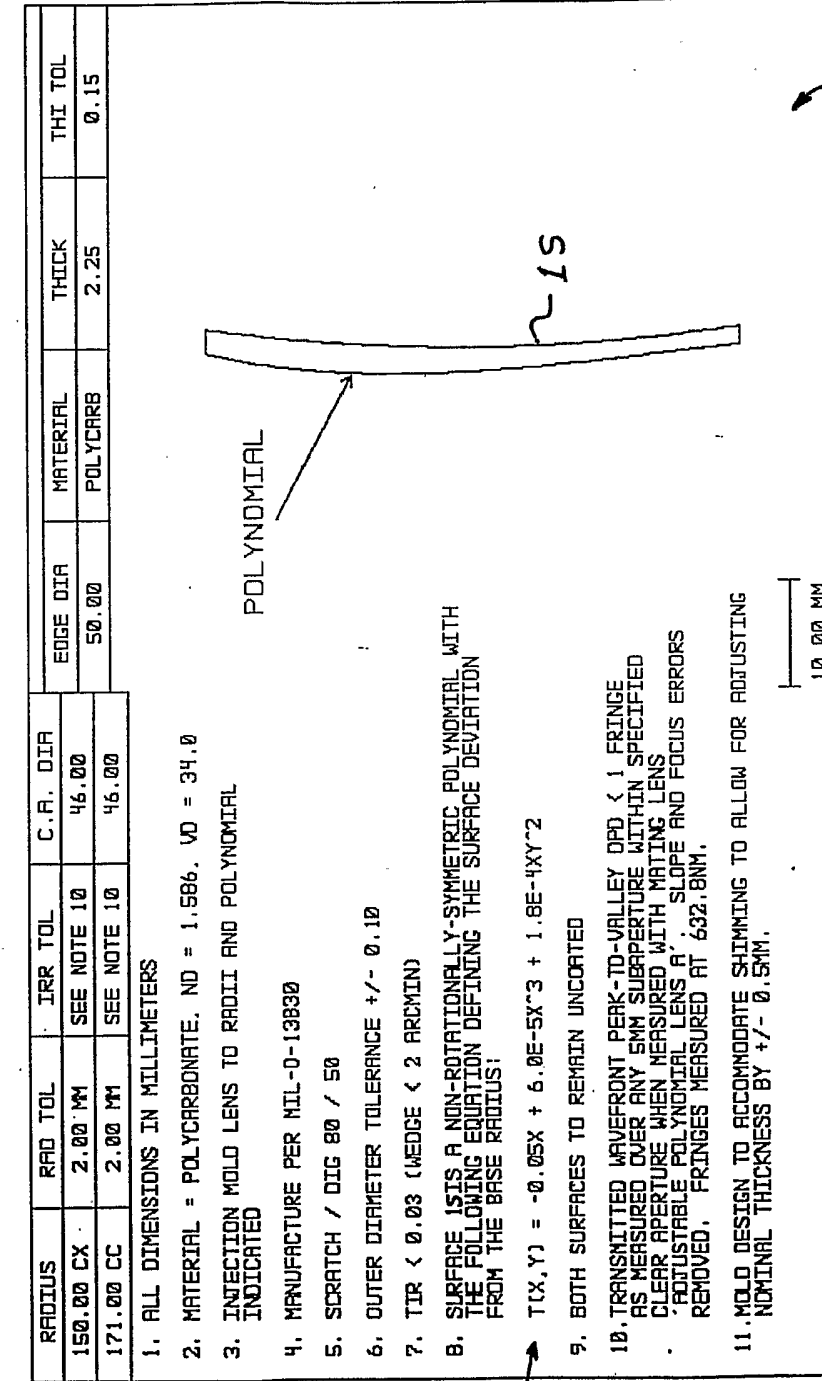 RADIUS RAD TOL IRR TOL C.A. DIA EDGE DIA MATERIAL THICK THI TOL
150.00 CX 2.00 MM SEE NOTE 10 46.00 50.00 POLYCARB 2.25 0.15
171.00 CC 2.00 MM SEE NOTE 10 46.00
1. ALL DIMENSIONS IN MILLIMETERS
2. MATERIAL = POLYCARBONATE, ND = 1.586, VD = 34.0
3. INJECTION MOLD LENS TO RADII AND POLYNOMIAL
INDICATED
4. MANUFACTURE PER MIL-O-13830
5. SCRATCH / DIG 80 / 50
6. OUTER DIAMETER TOLERANCE +/- 0.10
7. TIR < 0.03 (WEDGE < 2 ARCMIN)
8. SURFACE 15 IS A NON-ROTATIONALLY-SYMMETRIC POLYNOMIAL WITH
THE FOLLOWING EQUATION DEFINING THE SURFACE DEVIATION
FROM THE BASE RADIUS:
T(X,Y) = -0.05X + 6.0E-5X^3 + 1.8E-4XY^2
9. BOTH SURFACES TO REMAIN UNCOATED
10. TRANSMITTED WAVEFRONT PEAK-TO-VALLEY OPD < 1 FRINGE
AS MEASURED OVER ANY 5MM SUBAPERTURE WITHIN SPECIFIED
CLEAR APERTURE WHEN MEASURED WITH MATING LENS
'ADJUSTABLE POLYNOMIAL LENS A'. SLOPE AND FOCUS ERRORS
REMOVED. FRINGES MEASURED AT 632.8NM.
11. MOLD DESIGN TO ACCOMMODATE SHIMMING TO ALLOW FOR ADJUSTING
NOMINAL THICKNESS BY +/- 0.5MM.
POLYNOMIAL
15
10.00 MM